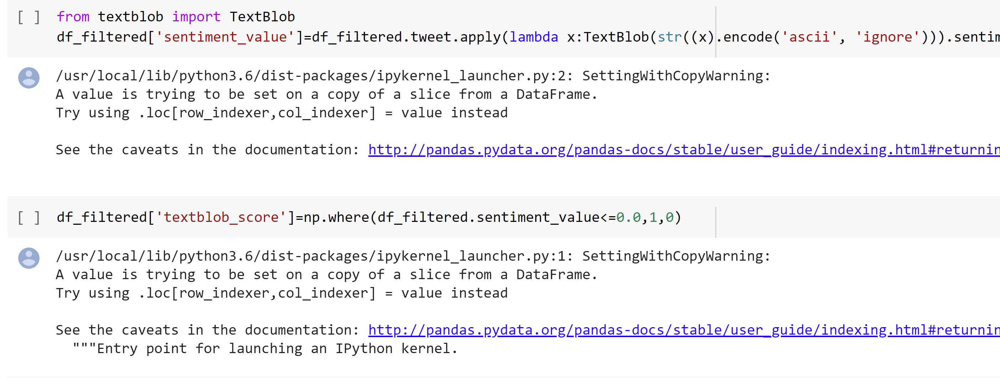 [ ] from textblob import TextBlob
df_filtered['sentiment_value']=df_filtered.tweet.apply(lambda x:TextBlob(str((x).encode('ascii', 'ignore'))).sentim
/usr/local/lib/python3.6/dist-packages/ipykernel_launcher.py:2: SettingWithCopyWarning:
A value is trying to be set on a copy of a slice from a DataFrame.
Try using .loc[row_indexer,col_indexer] = value instead
See the caveats in the documentation: http://pandas.pydata.org/pandas-docs/stable/user_guide/indexing.html#returnin
[ ] df_filtered['textblob_score']=np.where(df_filtered.sentiment_value<=0.0,1,0)
/usr/local/lib/python3.6/dist-packages/ipykernel_launcher.py:1: SettingWithCopyWarning:
A value is trying to be set on a copy of a slice from a DataFrame.
Try using .loc[row_indexer,col_indexer] = value instead
See the caveats in the documentation: http://pandas.pydata.org/pandas-docs/stable/user_guide/indexing.html#returnin
"""Entry point for launching an IPython kernel.